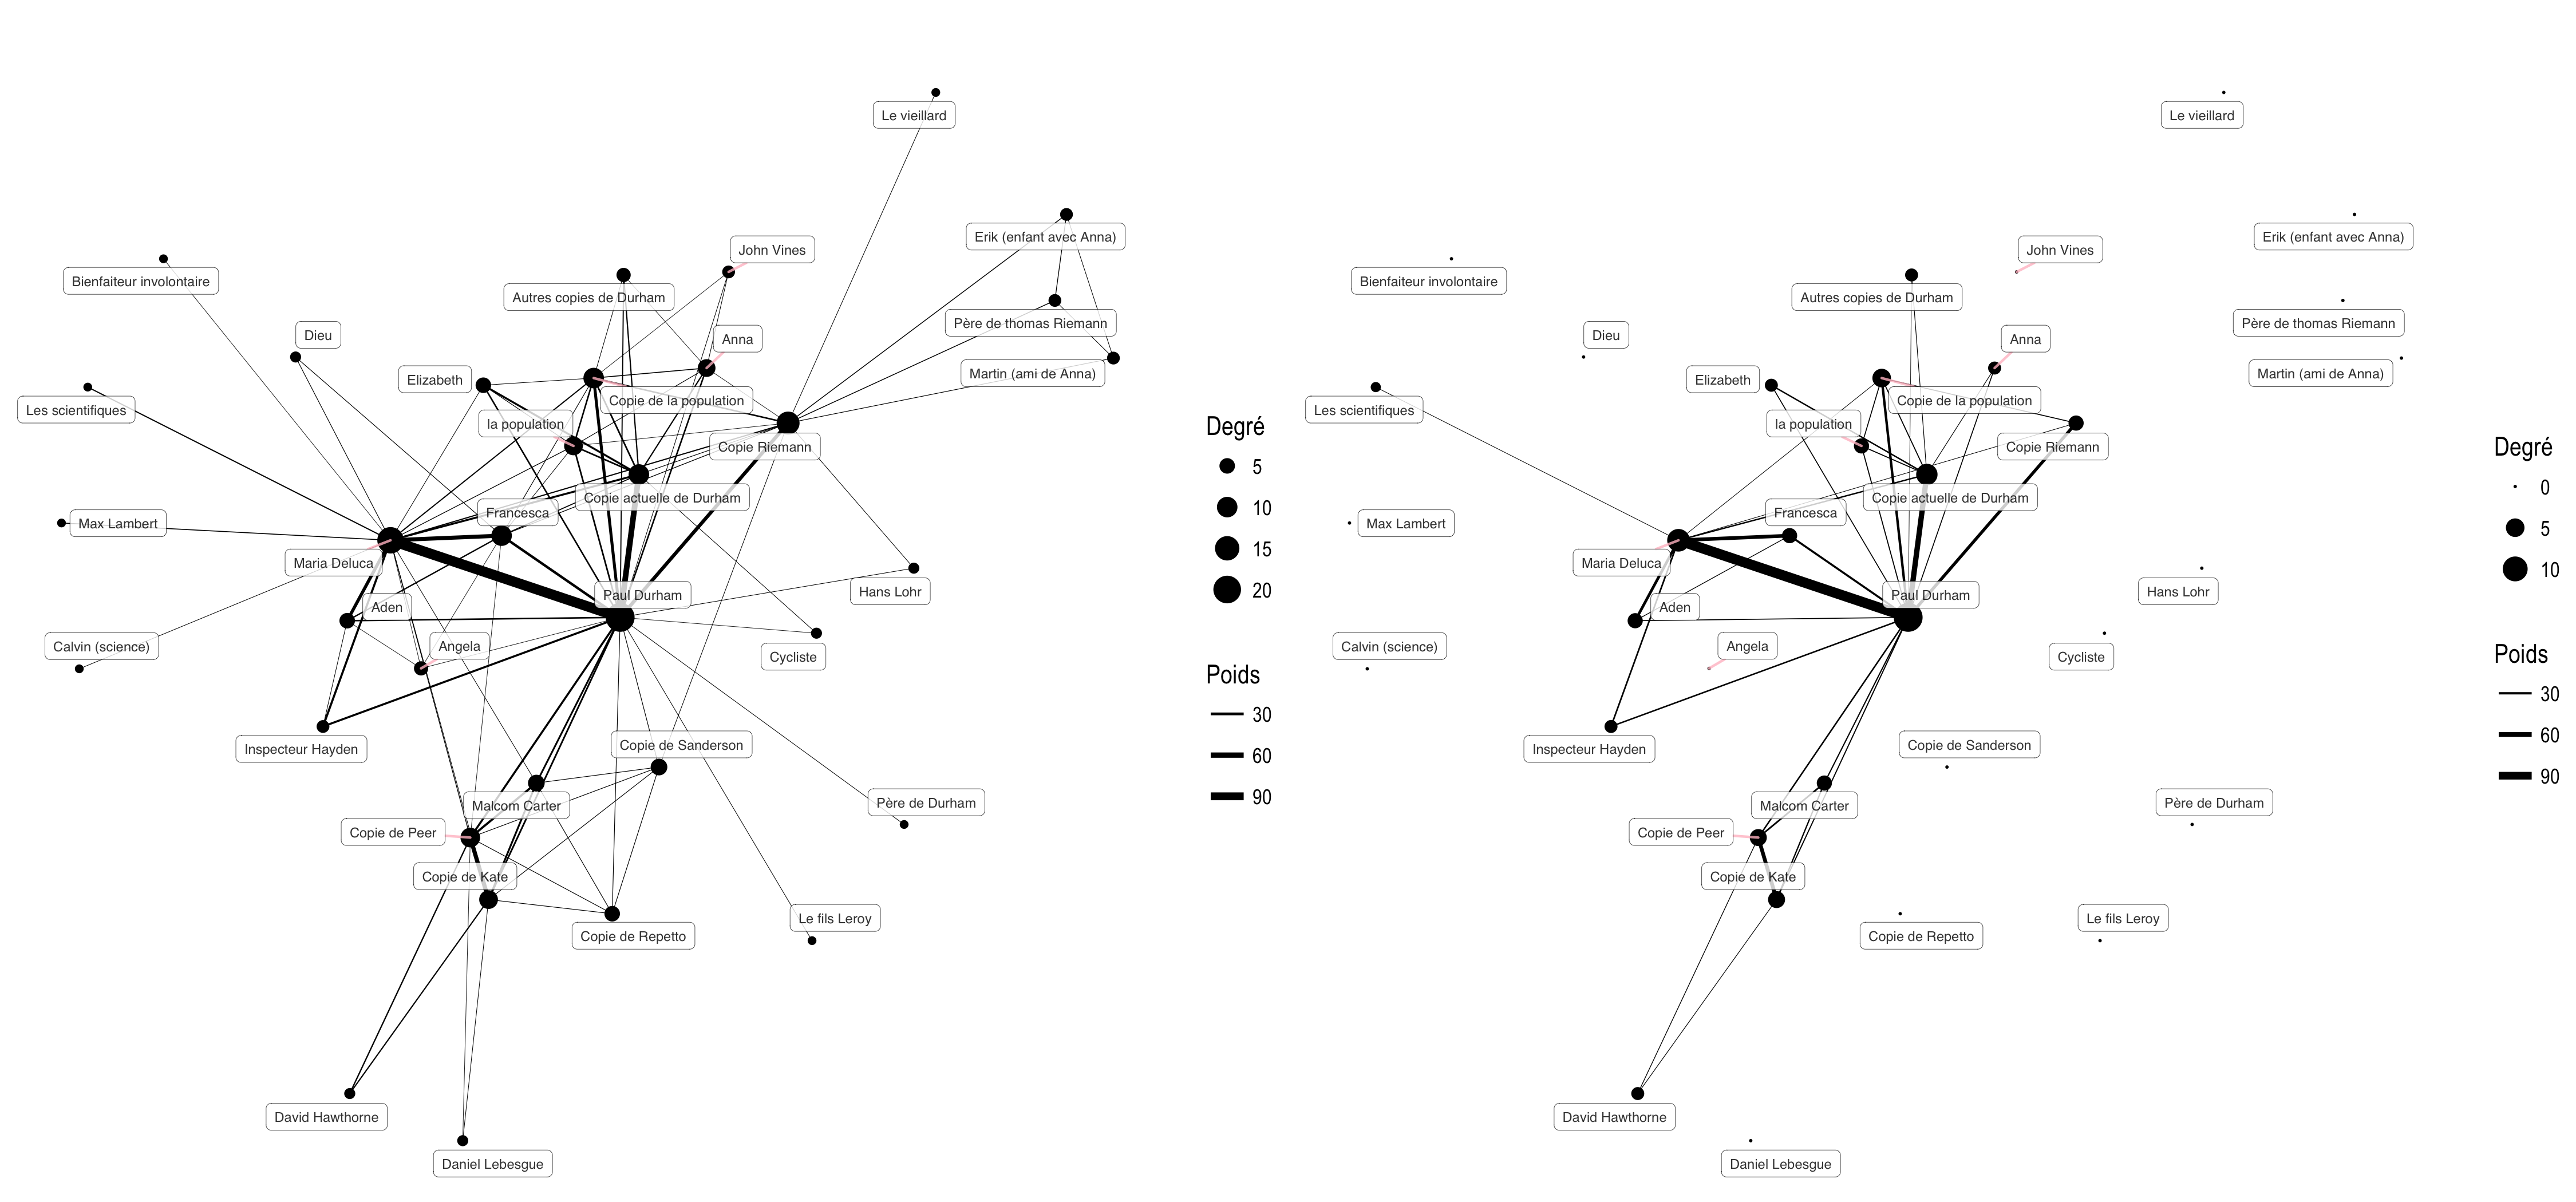 Le vieillard
Erik (enfant avec Anna)
John Vines
Bienfaiteur involontaire
Autres copies de Durham
Père de thomas Riemann
Dieu
Anna
Martin (ami de Anna)
Elizabeth
Copie de la population
Les scientifiques
la population
Copie Riemann
Copie actuelle de Durham
Francesca
Max Lambert
Maria Deluca
Paul Durham
Hans Lohr
Aden
Calvin (science)
Angela
Cycliste
Inspecteur Hayden
Copie de Sanderson
Malcom Carter
Père de Durham
Copie de Peer
Copie de Kate
Le fils Leroy
Copie de Repetto
David Hawthorne
Daniel Lebesgue
Degré
5
10
15
20
Poids
30
60
90
Le vieillard
Erik (enfant avec Anna)
John Vines
Bienfaiteur involontaire
Autres copies de Durham
Père de thomas Riemann
Dieu
Anna
Martin (ami de Anna)
Elizabeth
Copie de la population
Les scientifiques
la population
Copie Riemann
Copie actuelle de Durham
Francesca
Max Lambert
Maria Deluca
Paul Durham
Hans Lohr
Aden
Calvin (science)
Angela
Cycliste
Inspecteur Hayden
Copie de Sanderson
Malcom Carter
Père de Durham
Copie de Peer
Copie de Kate
Le fils Leroy
Copie de Repetto
David Hawthorne
Daniel Lebesgue
Degré
0
5
10
Poids
30
60
90